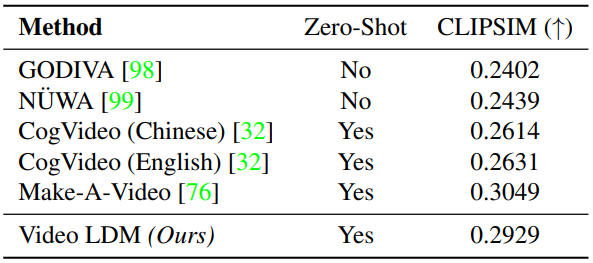 Method Zero-Shot CLIPSIM (↑)
GODIVA [98] No 0.2402
NÜWA [99] No 0.2439
CogVideo (Chinese) [32] Yes 0.2614
CogVideo (English) [32] Yes 0.2631
Make-A-Video [76] Yes 0.3049
Video LDM (Ours) Yes 0.2929